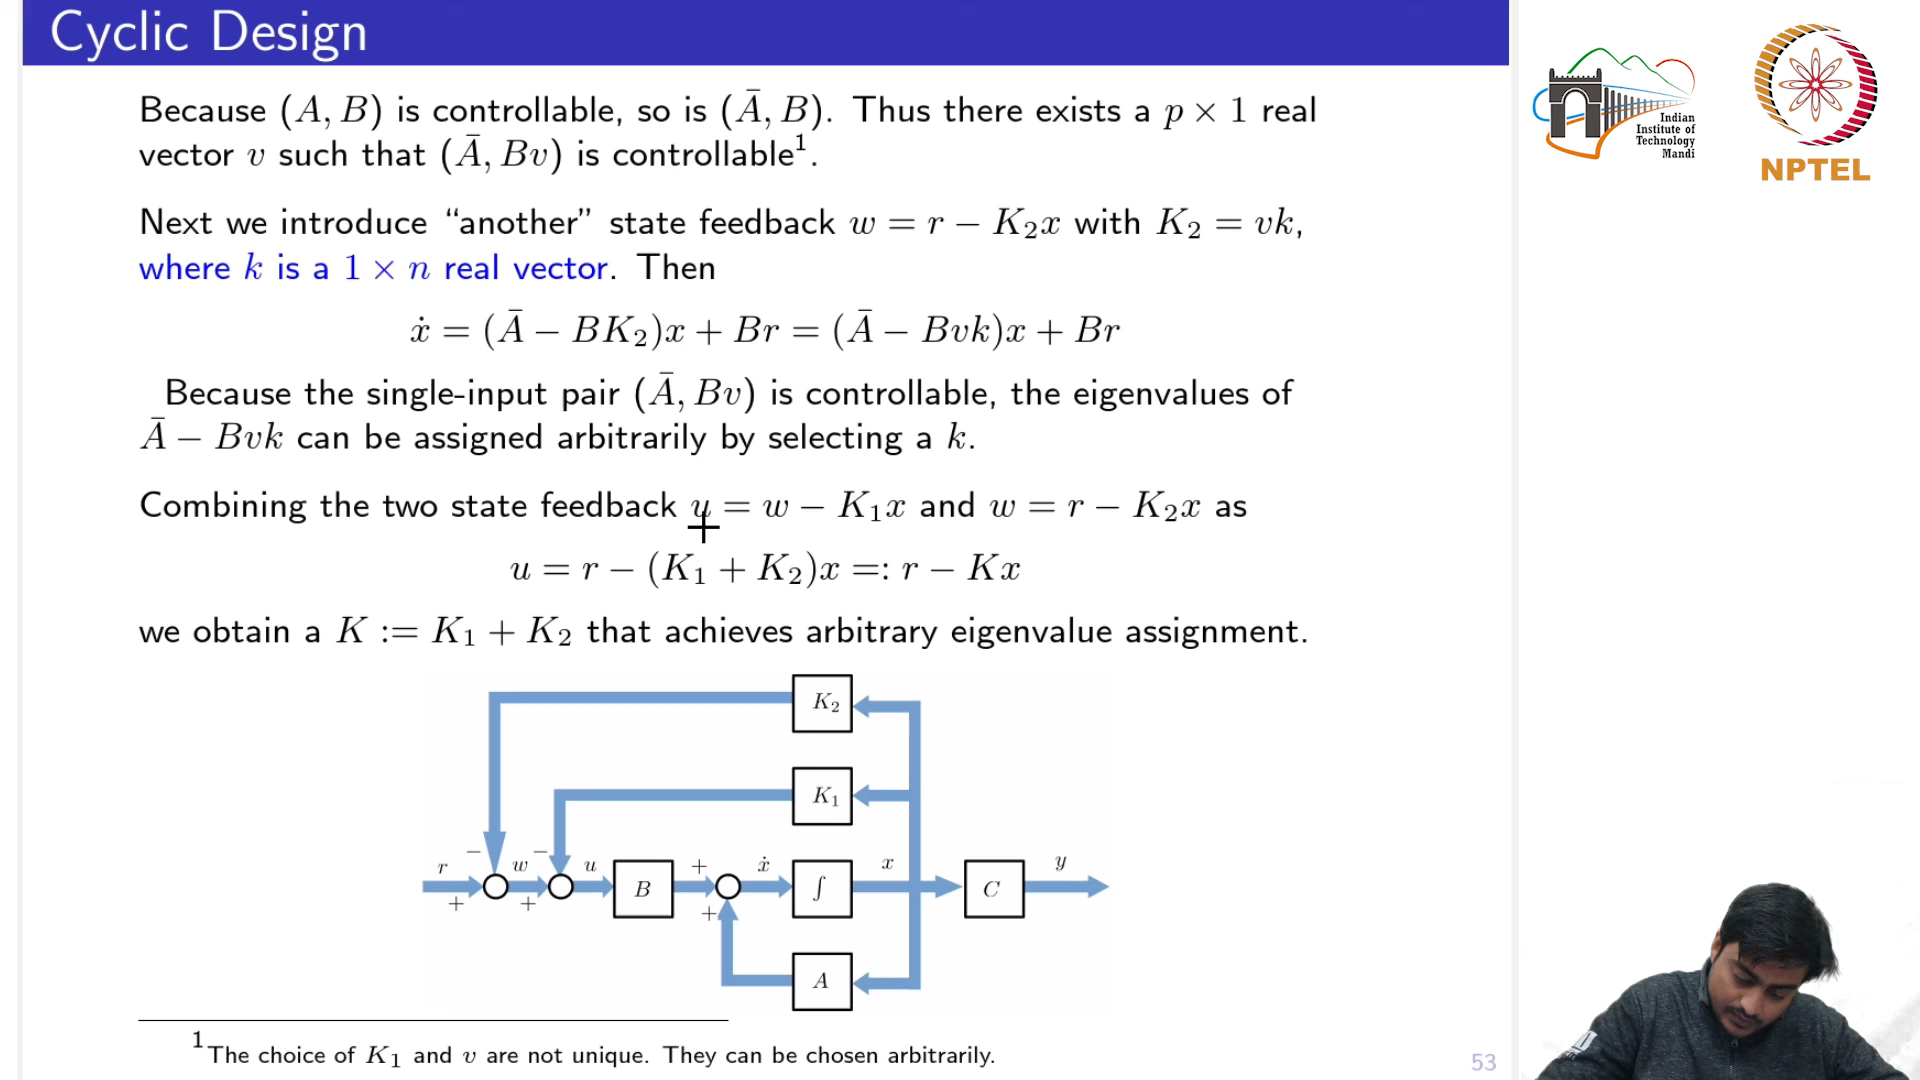 Cyclic Design
Because (A, B) is controllable, so is (Ā, B). Thus there exists a p × 1 real
vector v such that (Ā, Bv) is controllable¹.
Next we introduce “another” state feedback w = r − K₂x with K₂ = vk,
where k is a 1 × n real vector. Then
ẋ = (Ā − BK₂)x + Br = (Ā − Bvk)x + Br
Because the single-input pair (Ā, Bv) is controllable, the eigenvalues of
Ā − Bvk can be assigned arbitrarily by selecting a k.
Combining the two state feedback u = w − K₁x and w = r − K₂x as
u = r − (K₁ + K₂)x =: r − Kx
we obtain a K := K₁ + K₂ that achieves arbitrary eigenvalue assignment.
K₂
K₁
r − w − u + ẋ x y
B ∫ C
+ + +
A
¹The choice of K₁ and v are not unique. They can be chosen arbitrarily.
53
Indian
Institute of
Technology
Mandi
NPTEL